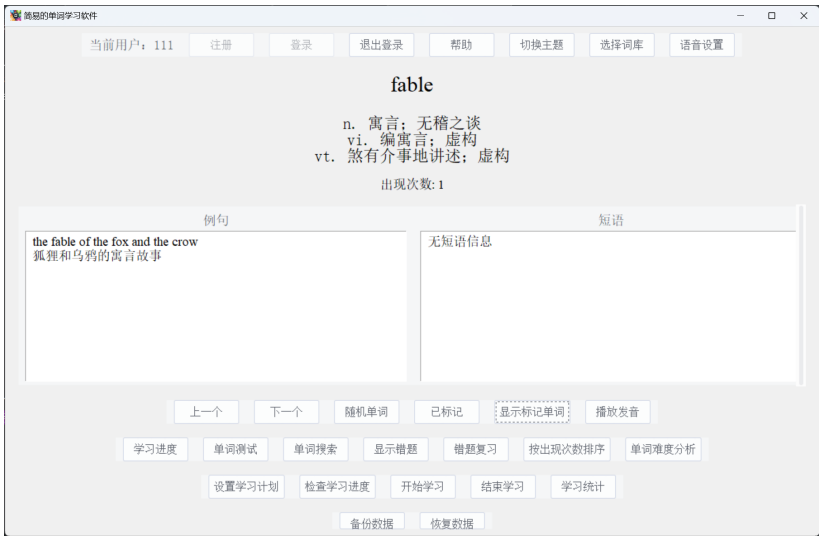 简易的单词学习软件
当前用户：111 注册 登录 退出登录 帮助 切换主题 选择词库 语音设置
fable
n. 寓言；无稽之谈
vi. 编寓言；虚构
vt. 煞有介事地讲述；虚构
出现次数: 1
例句 短语
the fable of the fox and the crow 无短语信息
狐狸和乌鸦的寓言故事
上一个 下一个 随机单词 已标记 显示标记单词 播放发音
学习进度 单词测试 单词搜索 显示错题 错题复习 按出现次数排序 单词难度分析
设置学习计划 检查学习进度 开始学习 结束学习 学习统计
备份数据 恢复数据